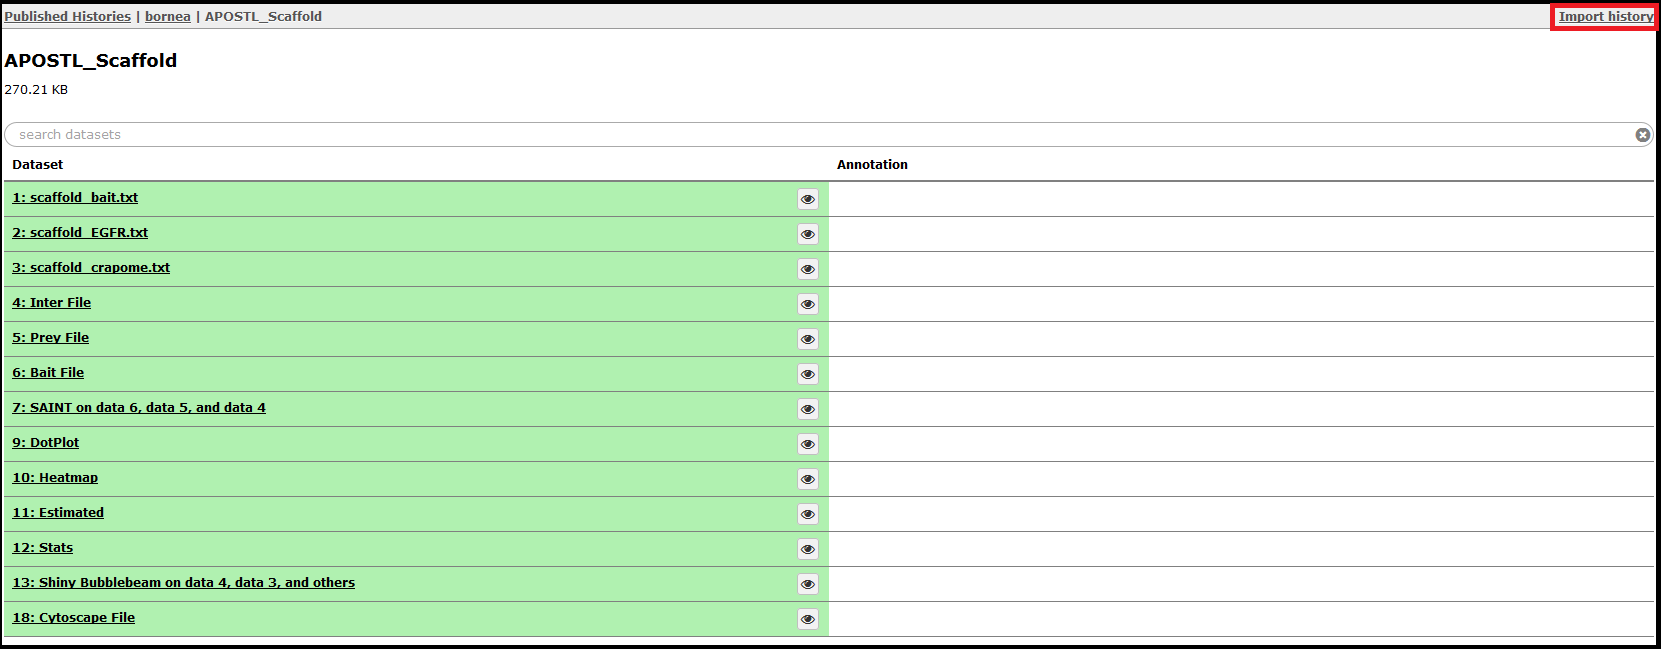 Published Histories | bornea | APOSTL_Scaffold
Import history
APOSTL_Scaffold
270.21 KB
search datasets
Dataset
Annotation
1: scaffold_bait.txt
2: scaffold_EGFR.txt
3: scaffold_crapome.txt
4: Inter File
5: Prey File
6: Bait File
7: SAINT on data 6, data 5, and data 4
9: DotPlot
10: Heatmap
11: Estimated
12: Stats
13: Shiny Bubblebeam on data 4, data 3, and others
18: Cytoscape File